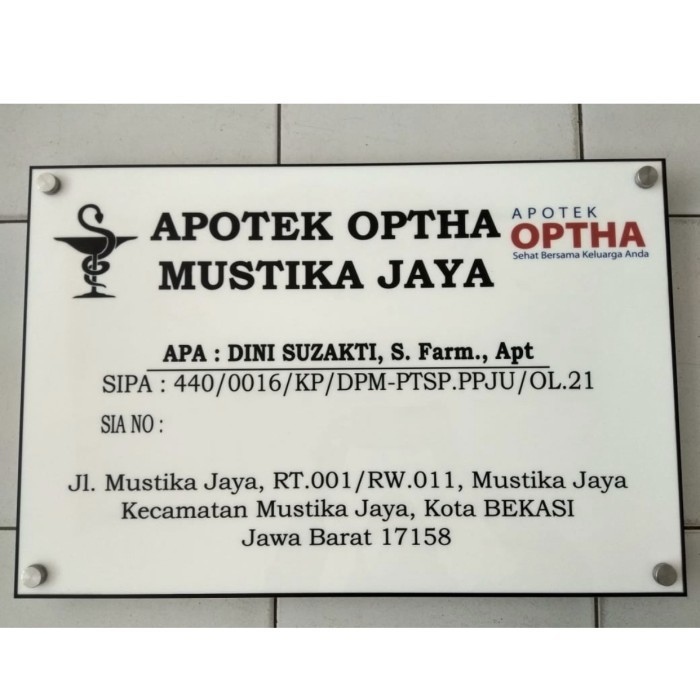 APOTEK OPTHA
MUSTIKA JAYA
APOTEK
OPTHA
Sehat Bersama Keluarga Anda
APA : DINI SUZAKTI, S. Farm., Apt
SIPA : 440/0016/KP/DPM-PTSP.PPJU/OL.21
SIA NO :
Jl. Mustika Jaya, RT.001/RW.011, Mustika Jaya
Kecamatan Mustika Jaya, Kota BEKASI
Jawa Barat 17158